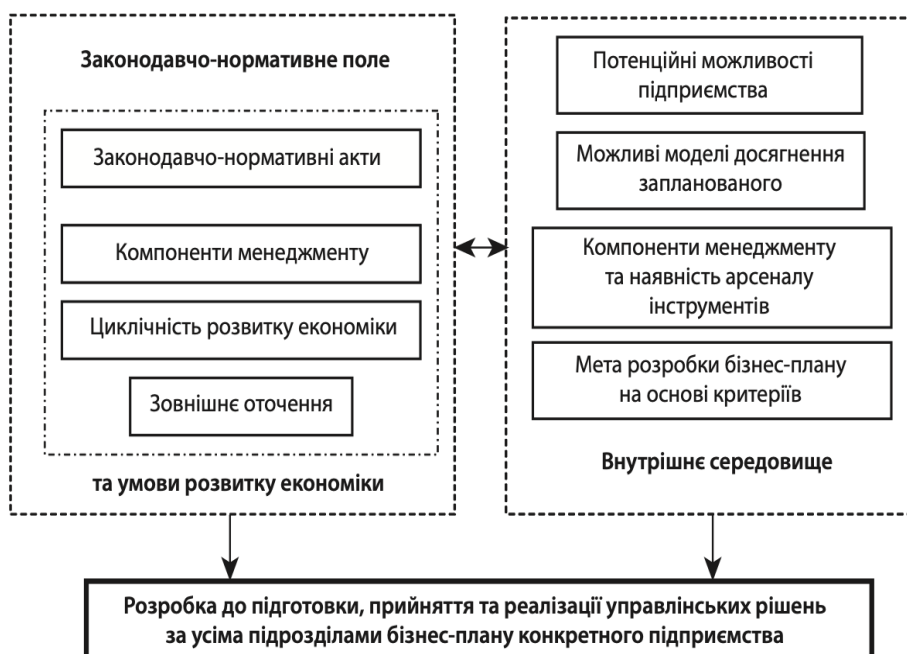 Законодавчо-нормативне поле
Законодавчо-нормативні акти
Компоненти менеджменту
Циклічність розвитку економіки
Зовнішнє оточення
та умови розвитку економіки
Потенційні можливості
підприємства
Можливі моделі досягнення
запланованого
Компоненти менеджменту
та наявність арсеналу
інструментів
Мета розробки бізнес-плану
на основі критеріїв
Внутрішнє середовище
Розробка до підготовки, прийняття та реалізації управлінських рішень
за усіма підрозділами бізнес-плану конкретного підприємства